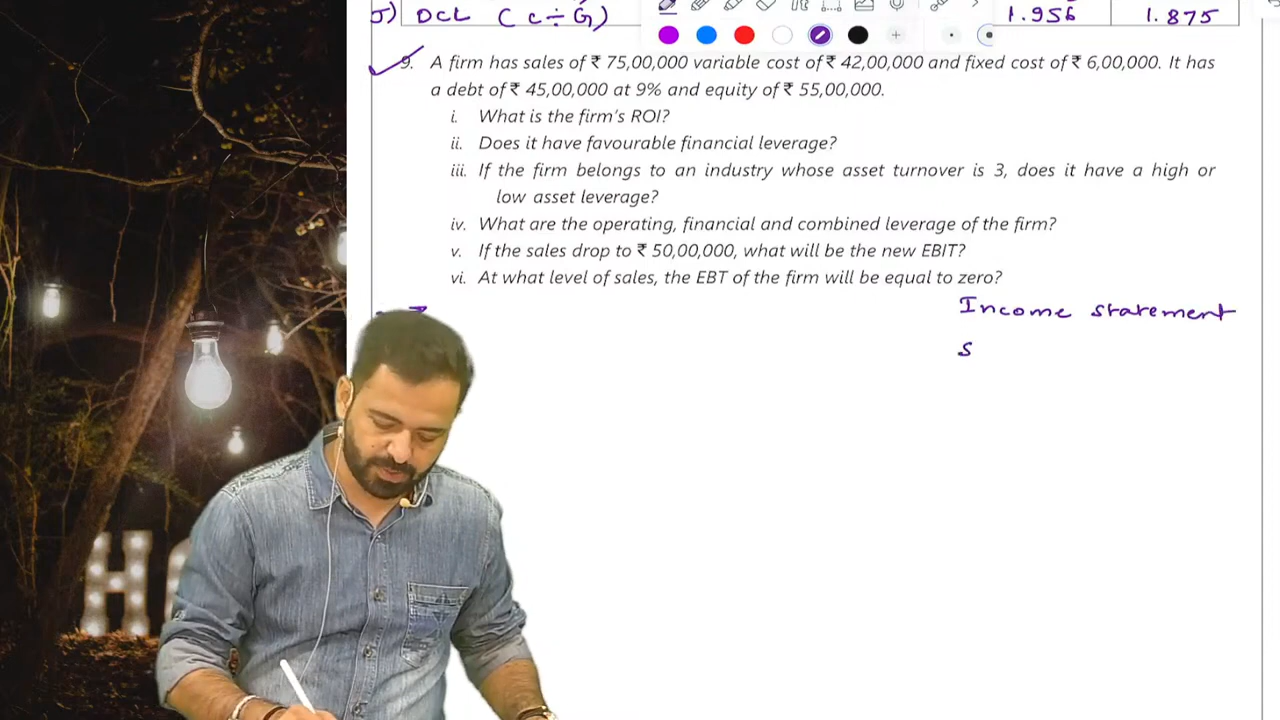 5) DCL (C ÷ G) 1.956 1.875
9. A firm has sales of ₹ 75,00,000 variable cost of ₹ 42,00,000 and fixed cost of ₹ 6,00,000. It has
a debt of ₹ 45,00,000 at 9% and equity of ₹ 55,00,000.
i. What is the firm's ROI?
ii. Does it have favourable financial leverage?
iii. If the firm belongs to an industry whose asset turnover is 3, does it have a high or
low asset leverage?
iv. What are the operating, financial and combined leverage of the firm?
v. If the sales drop to ₹ 50,00,000, what will be the new EBIT?
vi. At what level of sales, the EBT of the firm will be equal to zero?
Income statement
S